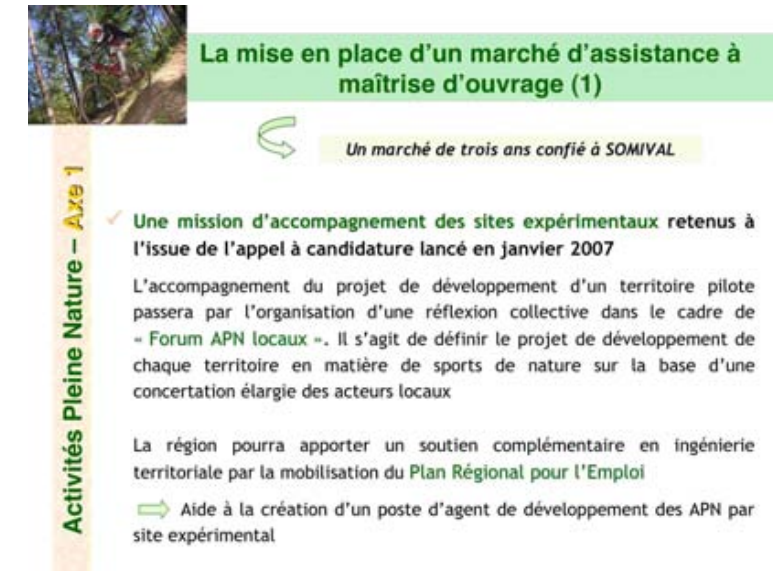 La mise en place d'un marché d'assistance à
maîtrise d'ouvrage (1)
Un marché de trois ans confié à SOMIVAL
Activités Pleine Nature – Axe 1
✓ Une mission d'accompagnement des sites expérimentaux retenus à
l'issue de l'appel à candidature lancé en janvier 2007
L'accompagnement du projet de développement d'un territoire pilote
passera par l'organisation d'une réflexion collective dans le cadre de
« Forum APN locaux ». Il s'agit de définir le projet de développement de
chaque territoire en matière de sports de nature sur la base d'une
concertation élargie des acteurs locaux
La région pourra apporter un soutien complémentaire en ingénierie
territoriale par la mobilisation du Plan Régional pour l'Emploi
Aide à la création d'un poste d'agent de développement des APN par
site expérimental